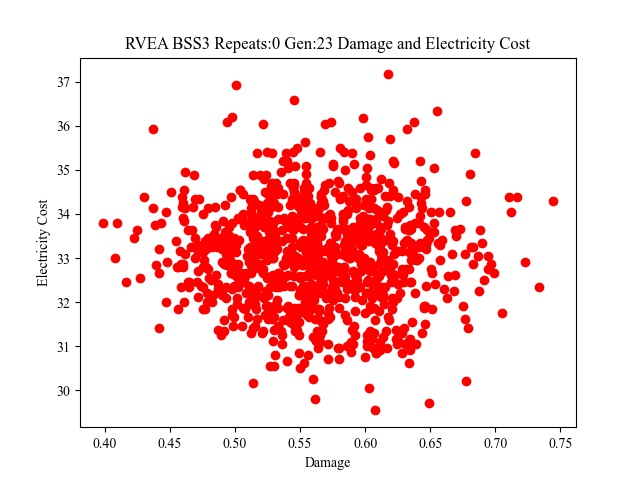 RVEA BSS3 Repeats:0 Gen:23 Damage and Electricity Cost
37
36
35
34
33
32
31
30
Electricity Cost
0.40 0.45 0.50 0.55 0.60 0.65 0.70 0.75
Damage